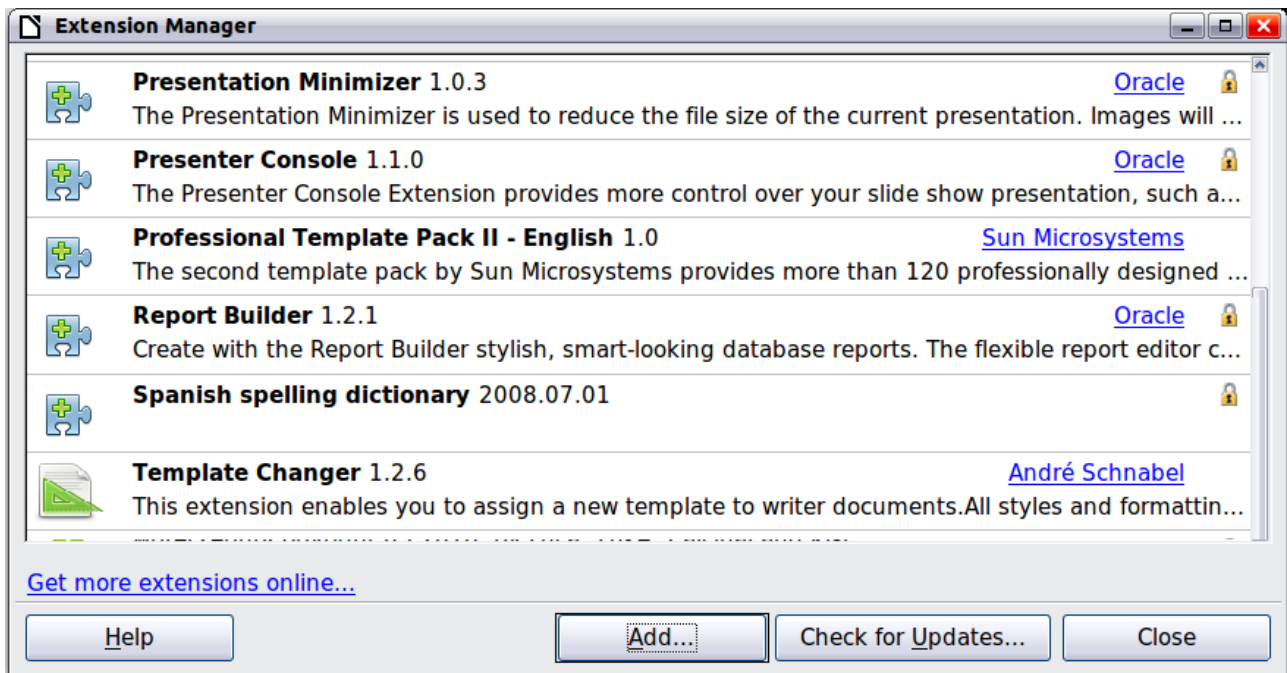 Extension Manager
Presentation Minimizer 1.0.3 Oracle
The Presentation Minimizer is used to reduce the file size of the current presentation. Images will ...
Presenter Console 1.1.0 Oracle
The Presenter Console Extension provides more control over your slide show presentation, such a...
Professional Template Pack II - English 1.0 Sun Microsystems
The second template pack by Sun Microsystems provides more than 120 professionally designed ...
Report Builder 1.2.1 Oracle
Create with the Report Builder stylish, smart-looking database reports. The flexible report editor c...
Spanish spelling dictionary 2008.07.01
Template Changer 1.2.6 André Schnabel
This extension enables you to assign a new template to writer documents.All styles and formattin...
Get more extensions online...
Help Add... Check for Updates... Close